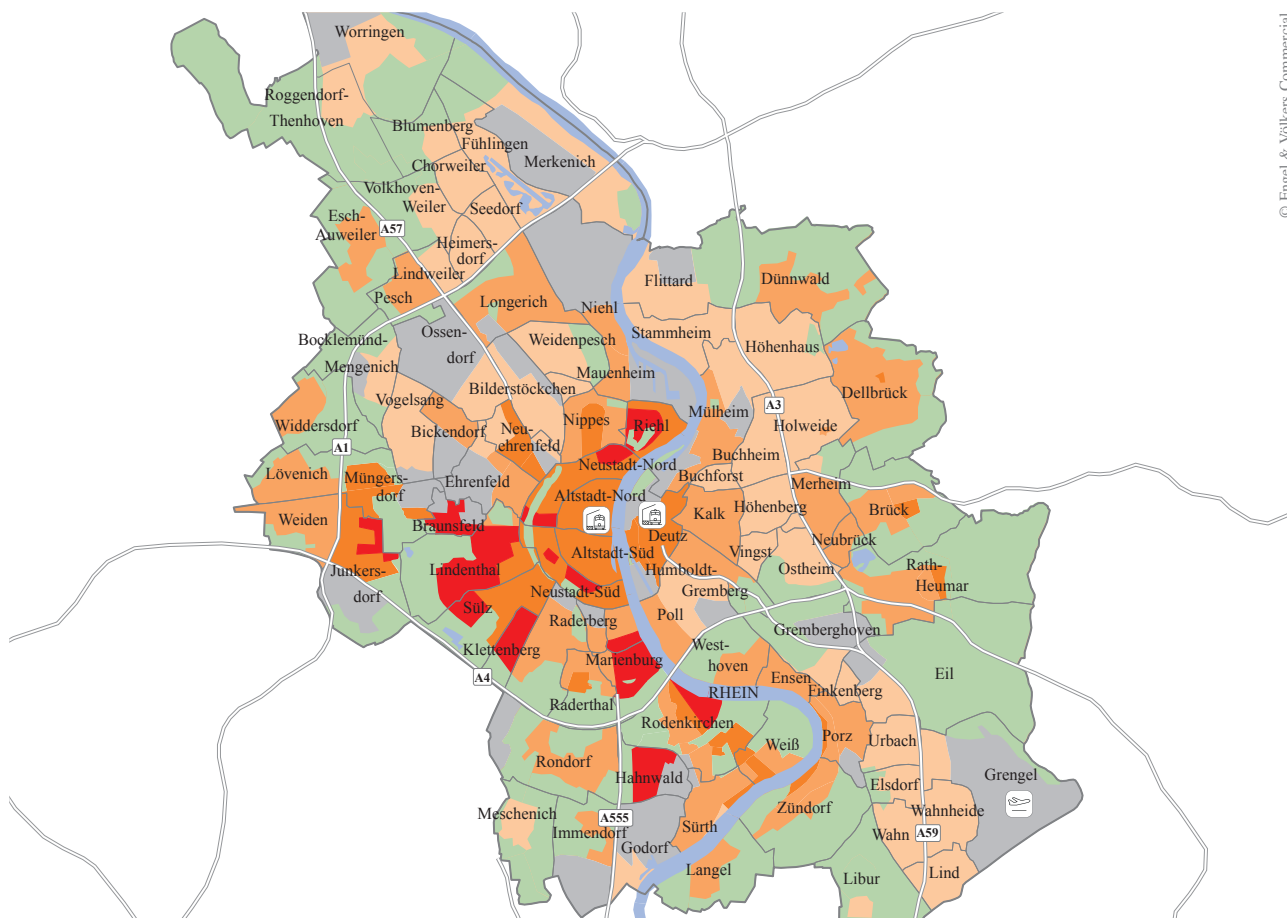 © Engel & Völkers Commercial
Worringen
Roggendorf-
Thenhoven
Blumenberg
Fühlingen
Merkenich
Chorweiler
Volkhoven-
Weiler
Seedorf
Esch-
Auweiler
A57
Heimers-
dorf
Lindweiler
Pesch
Longerich
Niehl
Flittard
Dünnwald
Stammheim
Höhenhaus
Ossen-
dorf
Weidenpesch
Bocklemünd-
Mengenich
Mauenheim
Bilderstöckchen
Vogelsang
Dellbrück
A3
Mülheim
Holweide
Widdersdorf
Bickendorf
Neu-
ehrenfeld
Nippes
Riehl
A1
Buchheim
Neustadt-Nord
Buchforst
Lövenich
Müngers-
dorf
Ehrenfeld
Merheim
Altstadt-Nord
Kalk
Höhenberg
Brück
Weiden
Braunsfeld
Deutz
Neubrück
Altstadt-Süd
Vingst
Ostheim
Rath-
Heumar
Junkers-
dorf
Lindenthal
Humboldt-
Gremberg
Neustadt-Süd
Sülz
Raderberg
Poll
Gremberghoven
Klettenberg
Marienburg
West-
hoven
A4
Eil
Ensen
Einkenberg
RHEIN
Raderthal
Rodenkirchen
Weiß
Porz
Urbach
Rondorf
Hahnwald
Grengel
Elsdorf
Zündorf
Wahnheide
Meschenich
Immendorf
A555
Sürth
Wahn
A59
Godorf
Langel
Libur
Lind